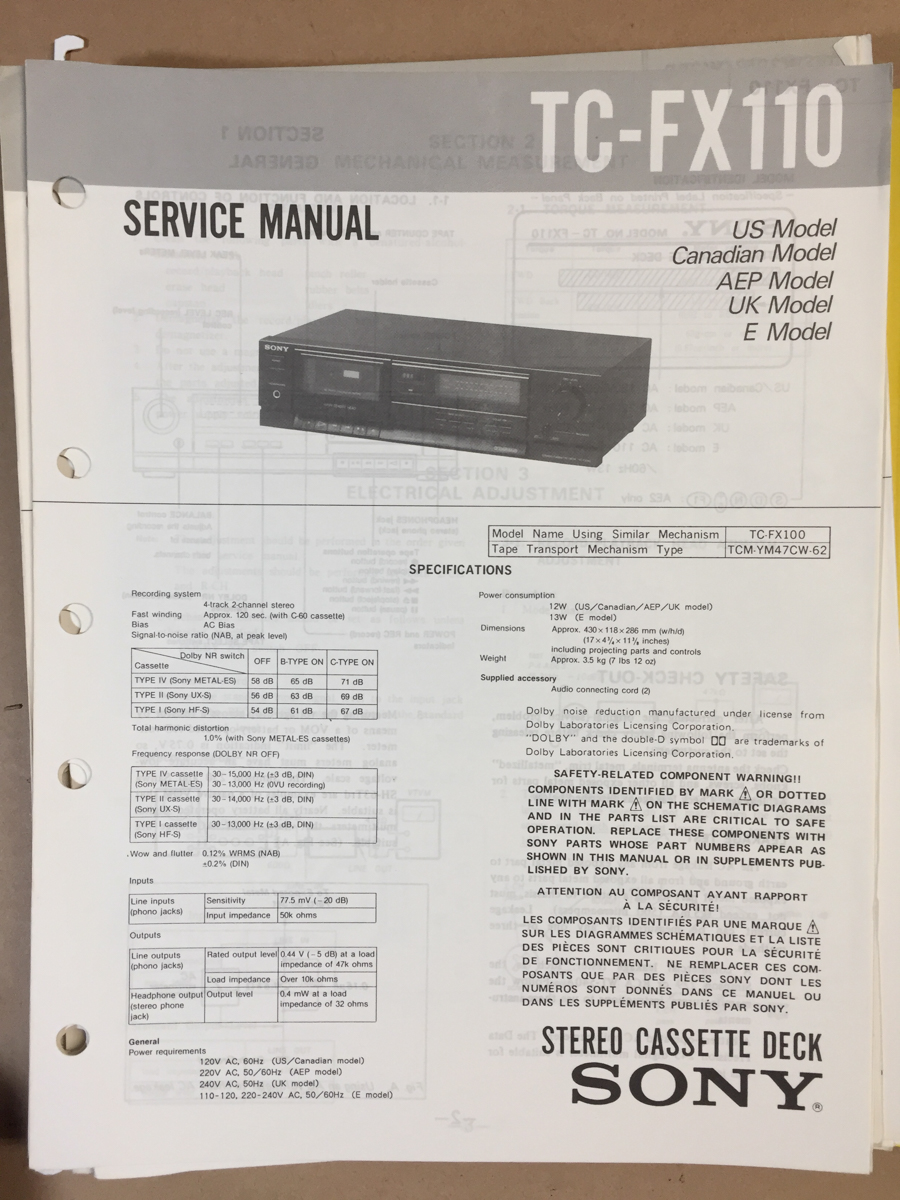 TC-FX110
SERVICE MANUAL
US Model
Canadian Model
AEP Model
UK Model
E Model
SONY
Model Name Using Similar Mechanism TC-FX100
Tape Transport Mechanism Type TCM-YM47CW-62
SPECIFICATIONS
Recording system
4-track 2-channel stereo
Fast winding Approx. 120 sec. (with C-60 cassette)
Bias AC Bias
Signal-to-noise ratio (NAB, at peak level)
Dolby NR switch
Cassette
OFF B-TYPE ON C-TYPE ON
TYPE IV (Sony METAL-ES) 58 dB 65 dB 71 dB
TYPE II (Sony UX-S) 56 dB 63 dB 69 dB
TYPE I (Sony HF-S) 54 dB 61 dB 67 dB
Total harmonic distortion
1.0% (with Sony METAL-ES cassettes)
Frequency response (DOLBY NR OFF)
TYPE IV cassette 30–15,000 Hz (±3 dB, DIN)
(Sony METAL-ES) 30–13,000 Hz (0VU recording)
TYPE II cassette 30–14,000 Hz (±3 dB, DIN)
(Sony UX-S)
TYPE I cassette 30–13,000 Hz (±3 dB, DIN)
(Sony HF-S)
Wow and flutter 0.12% WRMS (NAB)
±0.2% (DIN)
Inputs
Line inputs Sensitivity 77.5 mV (−20 dB)
(phono jacks) Input impedance 50k ohms
Outputs
Line outputs Rated output level 0.44 V (−5 dB) at a load
(phono jacks) impedance of 47k ohms
Load impedance Over 10k ohms
Headphone output Output level 0.4 mW at a load
(stereo phone impedance of 32 ohms
jack)
General
Power requirements
120V AC, 60Hz (US/Canadian model)
220V AC, 50/60Hz (AEP model)
240V AC, 50Hz (UK model)
110-120, 220-240V AC, 50/60Hz (E model)
Power consumption
12W (US/Canadian/AEP/UK model)
13W (E model)
Dimensions Approx. 430×118×286 mm (w/h/d)
(17×4¾×11⅜ inches)
including projecting parts and controls
Weight Approx. 3.5 kg (7 lbs 12 oz)
Supplied accessory
Audio connecting cord (2)
Dolby noise reduction manufactured under license from
Dolby Laboratories Licensing Corporation.
"DOLBY" and the double-D symbol are trademarks of
Dolby Laboratories Licensing Corporation.
SAFETY-RELATED COMPONENT WARNING!!
COMPONENTS IDENTIFIED BY MARK ⚠ OR DOTTED
LINE WITH MARK ⚠ ON THE SCHEMATIC DIAGRAMS
AND IN THE PARTS LIST ARE CRITICAL TO SAFE
OPERATION. REPLACE THESE COMPONENTS WITH
SONY PARTS WHOSE PART NUMBERS APPEAR AS
SHOWN IN THIS MANUAL OR IN SUPPLEMENTS PUB-
LISHED BY SONY.
ATTENTION AU COMPOSANT AYANT RAPPORT
À LA SÉCURITÉ!
LES COMPOSANTS IDENTIFIÉS PAR UNE MARQUE ⚠
SUR LES DIAGRAMMES SCHÉMATIQUES ET LA LISTE
DES PIÈCES SONT CRITIQUES POUR LA SÉCURITÉ
DE FONCTIONNEMENT. NE REMPLACER CES COM-
POSANTS QUE PAR DES PIÈCES SONY DONT LES
NUMÉROS SONT DONNÉS DANS CE MANUEL OU
DANS LES SUPPLÉMENTS PUBLIÉS PAR SONY.
STEREO CASSETTE DECK
SONY®